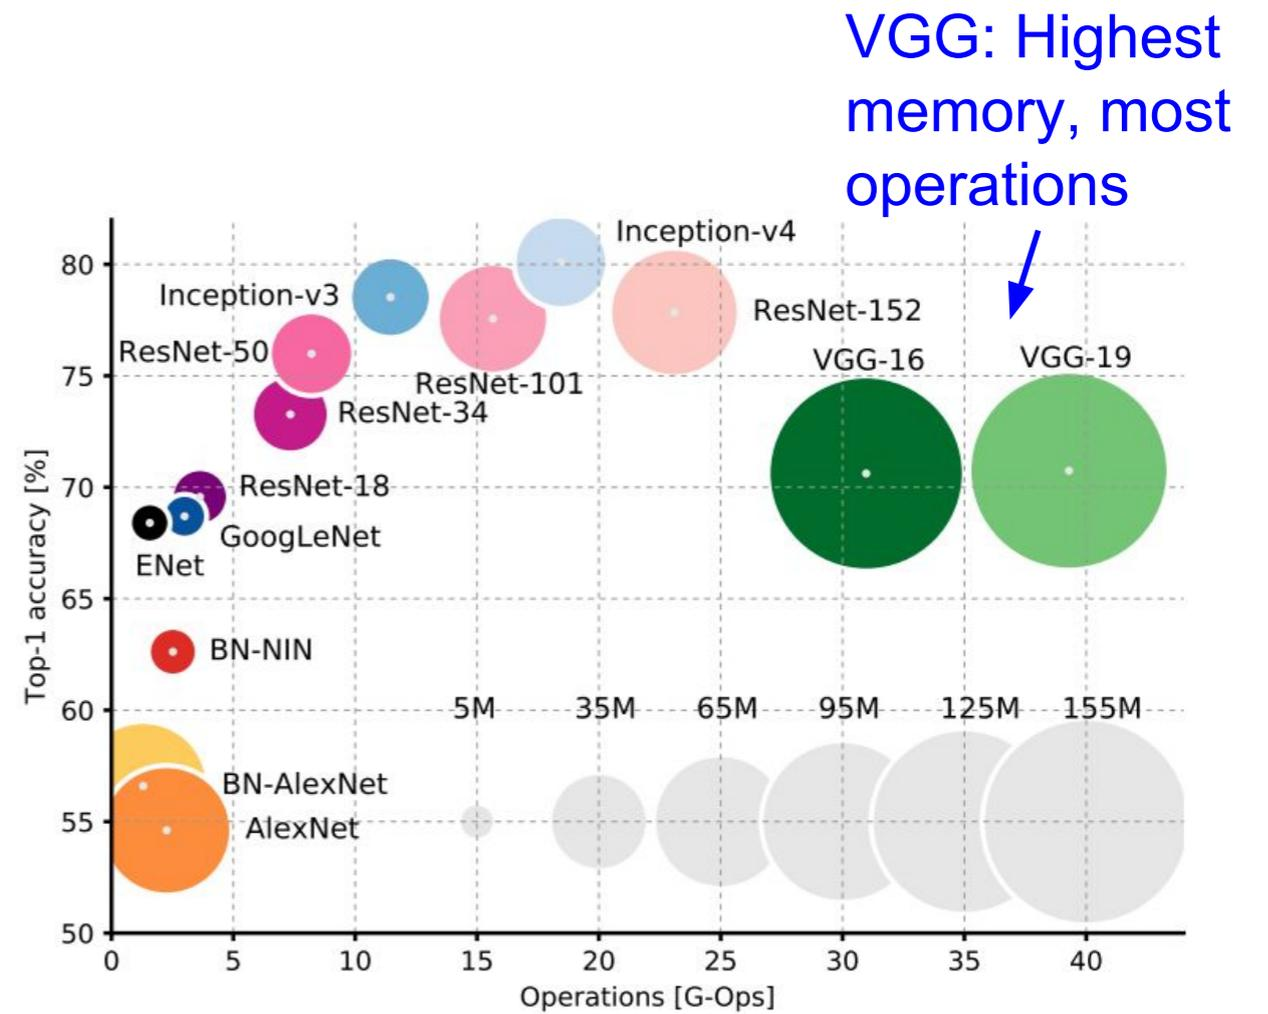 VGG: Highest
memory, most
operations
Inception-v4
80
Inception-v3
ResNet-152
ResNet-50
VGG-16
VGG-19
75
ResNet-101
ResNet-34
70
ResNet-18
GoogLeNet
ENet
65
BN-NIN
60
5M
35M
65M
95M
125M
155M
BN-AlexNet
55
AlexNet
50
0
5
10
15
20
25
30
35
40
Top-1 accuracy [%]
Operations [G-Ops]